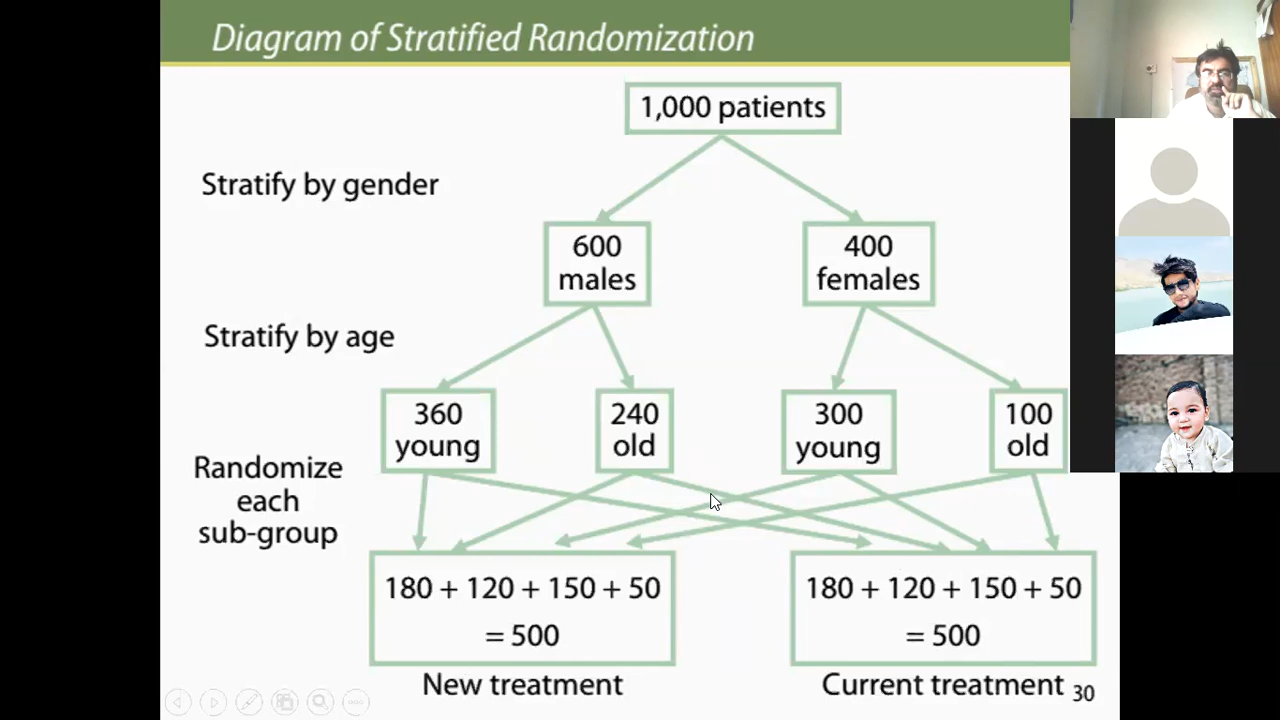 Diagram of Stratified Randomization
1,000 patients
Stratify by gender
600
males
400
females
Stratify by age
360
young
240
old
300
young
100
old
Randomize
each
sub-group
180 + 120 + 150 + 50
= 500
180 + 120 + 150 + 50
= 500
New treatment
Current treatment
30